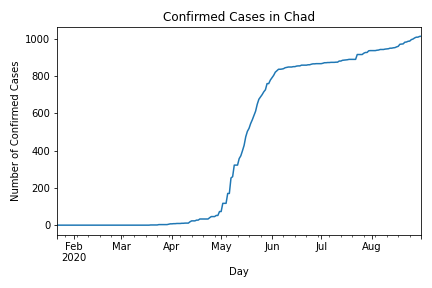 Confirmed Cases in Chad
Number of Confirmed Cases
1000
800
600
400
200
0
Feb Mar Apr May Jun Jul Aug
2020
Day